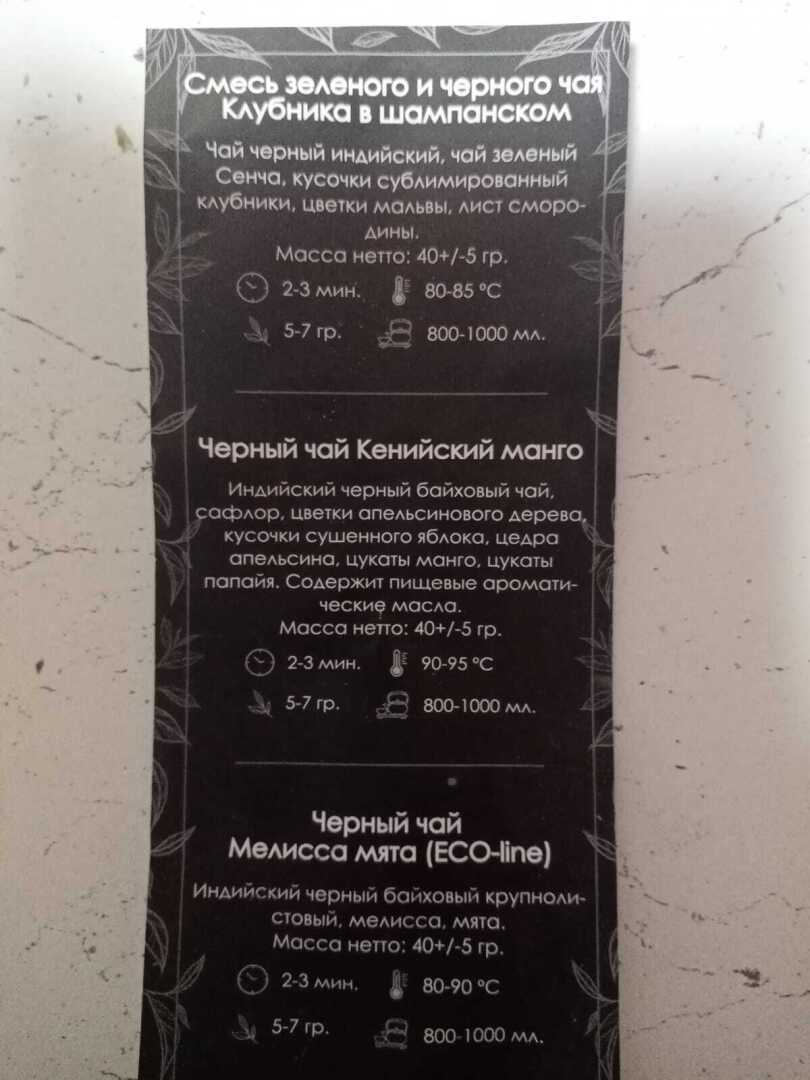 Смесь зеленого и черного чая
Клубника в шампанском
Чай черный индийский, чай зеленый
Сенча, кусочки сублимированный
клубники, цветки мальвы, лист сморо-
дины.
Масса нетто: 40+/-5 гр.
2-3 мин. 80-85 °C
5-7 гр. 800-1000 мл.
Черный чай Кенийский манго
Индийский черный байховый чай,
сафлор, цветки апельсинового дерева,
кусочки сушенного яблока, цедра
апельсина, цукаты манго, цукаты
папайя. Содержит пищевые аромати-
ческие масла.
Масса нетто: 40+/-5 гр.
2-3 мин. 90-95 °C
5-7 гр. 800-1000 мл.
Черный чай
Мелисса мята (ECO-line)
Индийский черный байховый крупноли-
стовый, мелисса, мята.
Масса нетто: 40+/-5 гр.
2-3 мин. 80-90 °C
5-7 гр. 800-1000 мл.